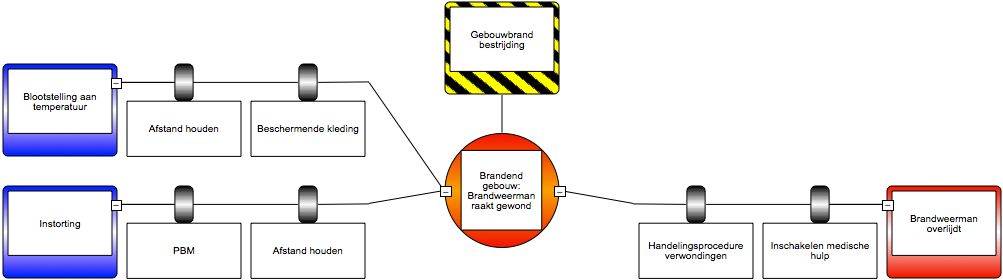 Gebouwbrand
bestrijding
Blootstelling aan
temperatuur
Afstand houden
Beschermende kleding
Brandend
gebouw:
Brandweerman
raakt gewond
Instorting
PBM
Afstand houden
Handelingsprocedure
verwondingen
Inschakelen medische
hulp
Brandweerman
overlijdt